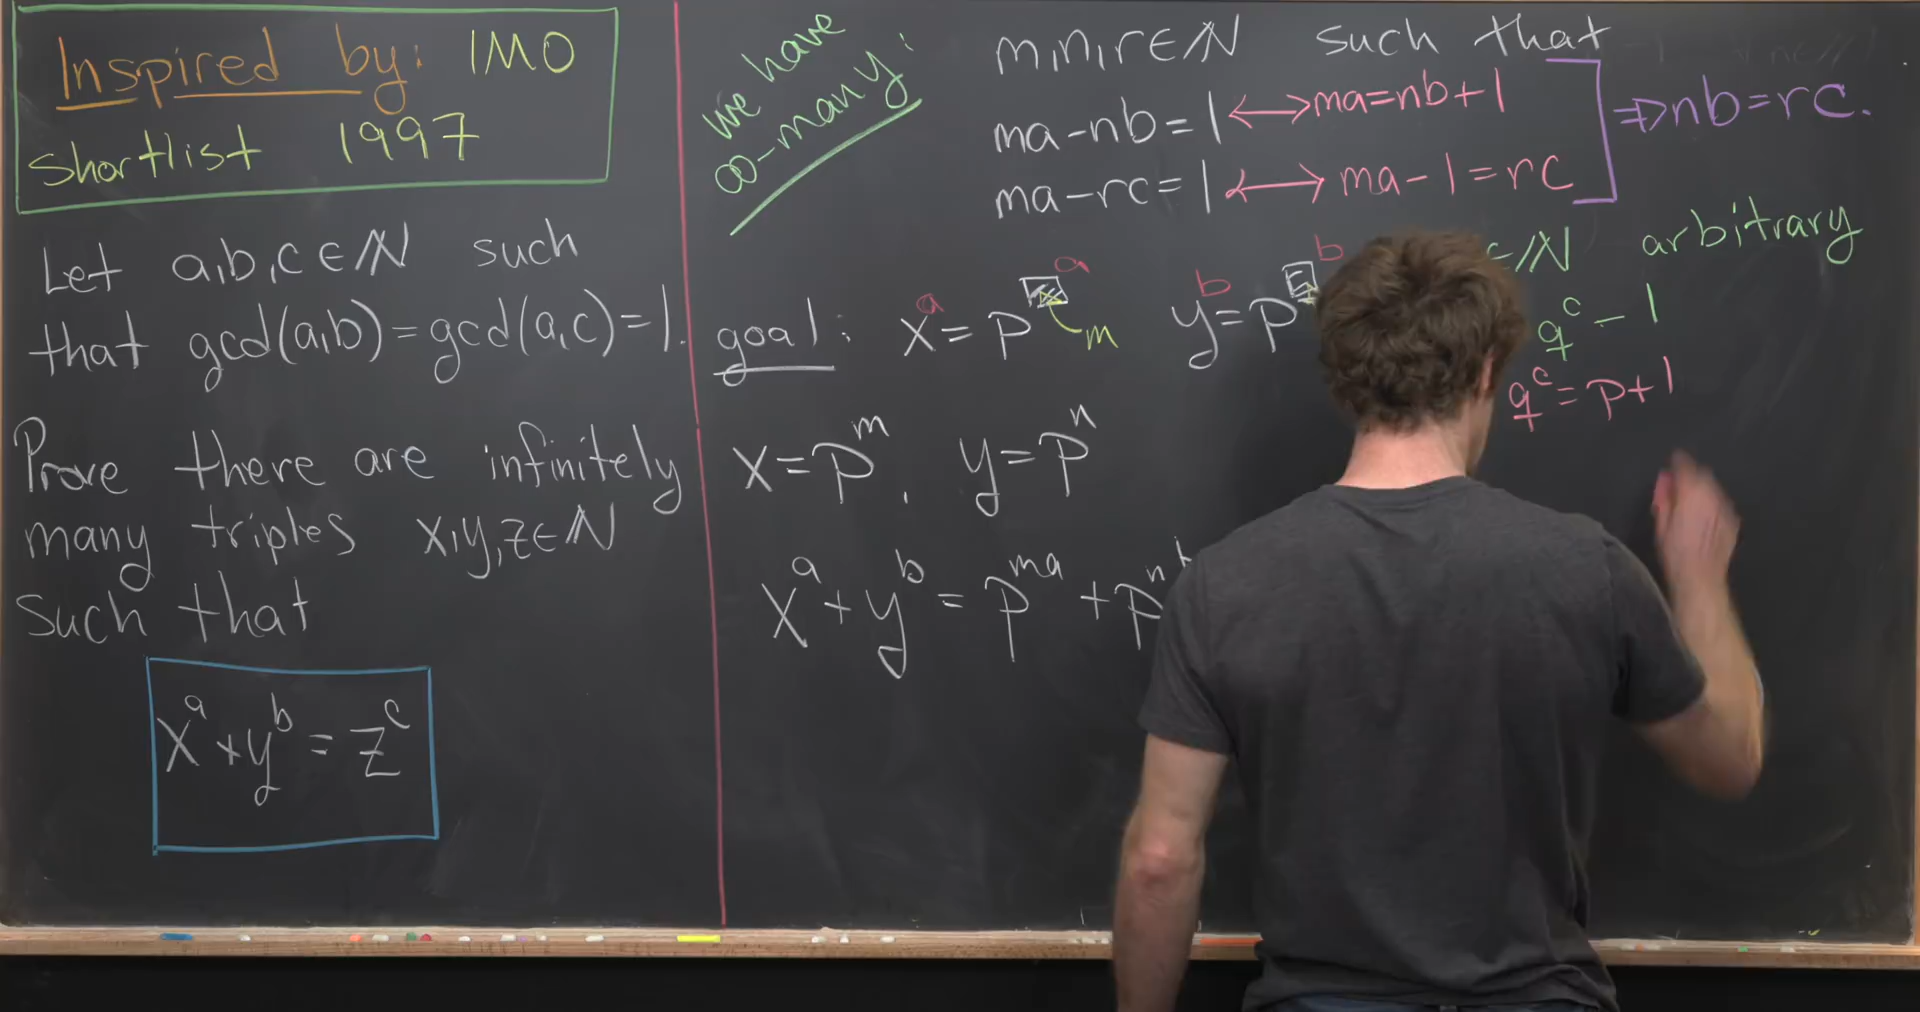 Inspired by: IMO
Shortlist 1997
Let a,b,c∈ℕ such
that gcd(a,b)=gcd(a,c)=1.
Prove there are infinitely
many triples x,y,z∈ℕ
such that
x^a+y^b=z^c
we have
∞-many:
m,n,r∈ℕ such that
ma-nb=1 ⟷ ma=nb+1
ma-rc=1 ⟷ ma-1=rc
⇒nb=rc.
∈ℕ arbitrary
goal: x^a=p^a m y^b=p^b
q^c-1
q^c=p+1
x=p^m, y=p^n
x^a+y^b=p^ma+p^n